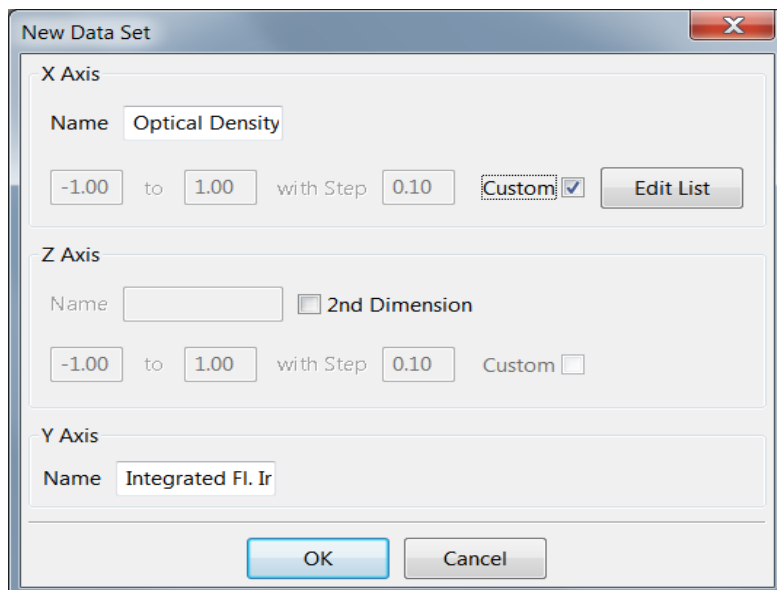 New Data Set
X Axis
Name Optical Density
-1.00 to 1.00 with Step 0.10 Custom Edit List
Z Axis
Name 2nd Dimension
-1.00 to 1.00 with Step 0.10 Custom
Y Axis
Name Integrated Fl. Ir
OK Cancel